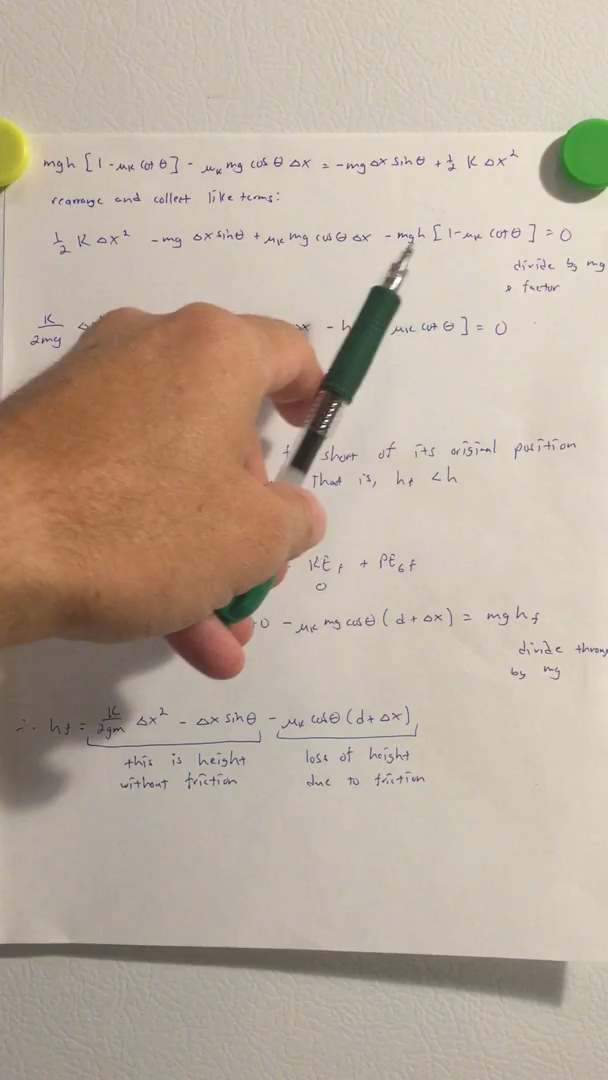 mgh [1 - μk cot θ] - μk mg cos θ Δx = -mg Δx sin θ + ½ K Δx²
rearrange and collect like terms:
½ K Δx² - mg Δx sin θ + μk mg cos θ Δx - mgh [1 - μk cot θ] = 0
divide by mg
& factor
K/2mg Δx - h μk cot θ] = 0
short of its original position
That is, hf < h
KEf + PEGf
0
0 - μk mg cos θ (d + Δx) = mghf
divide throu
by mg
∴ hf = K/2gm Δx² - Δx sin θ - μk cos θ (d + Δx)
this is height loss of height
without friction due to friction